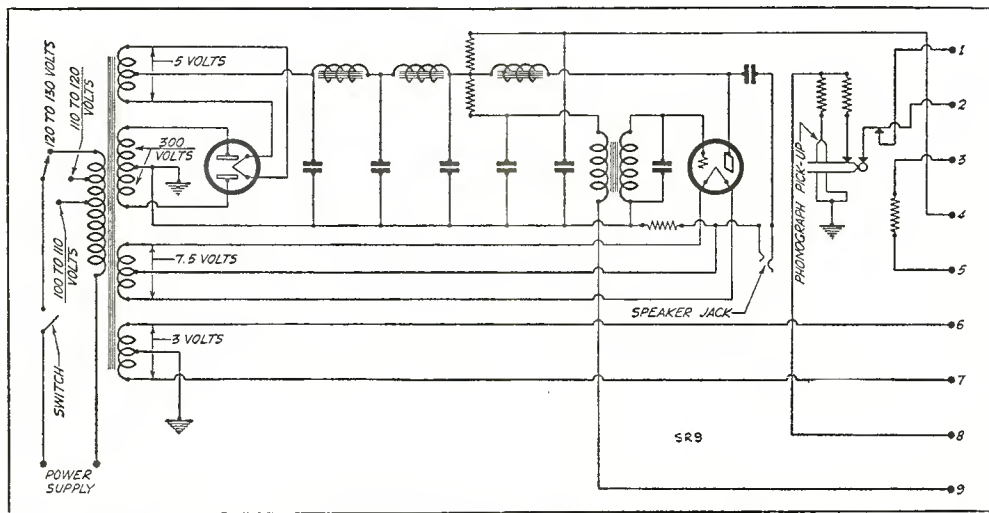 120 TO 130 VOLTS
110 TO 120
VOLTS
100 TO 110
VOLTS
SWITCH
POWER
SUPPLY
5 VOLTS
300
VOLTS
7.5 VOLTS
3 VOLTS
SPEAKER JACK
PHONOGRAPH PICK-UP
SR9
1
2
3
4
5
6
7
8
9